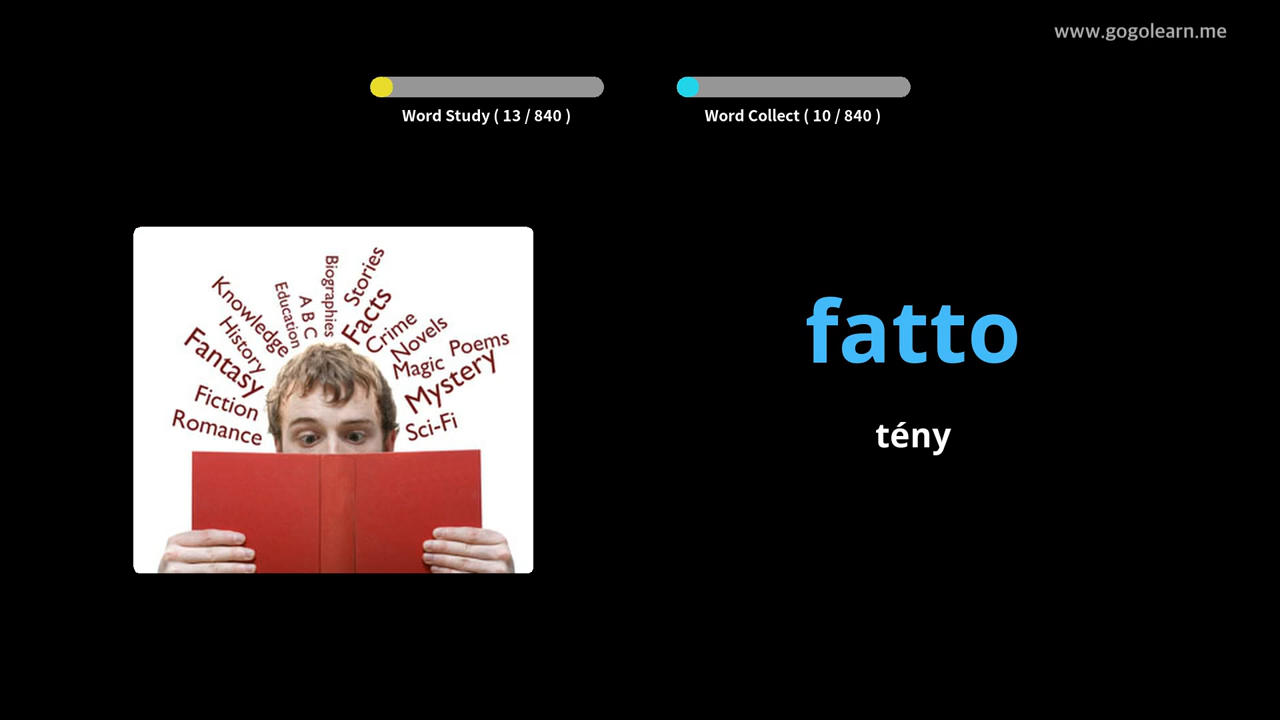 www.gogolearn.me
Word Study ( 13 / 840 )
Word Collect ( 10 / 840 )
Biographies
Stories
Facts
A B C
Education
Knowledge
History
Fantasy
Fiction
Romance
Crime
Novels
Poems
Magic
Mystery
Sci-Fi
fatto
tény